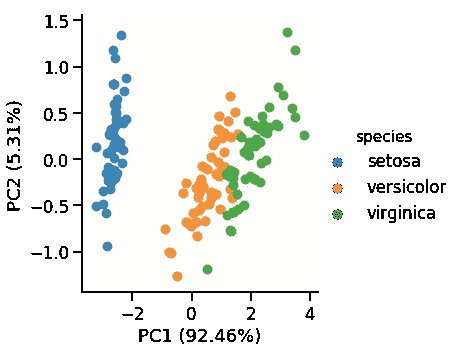 1.5
1.0
0.5
0.0
−0.5
−1.0
PC2 (5.31%)
−2
0
2
4
PC1 (92.46%)
species
setosa
versicolor
virginica